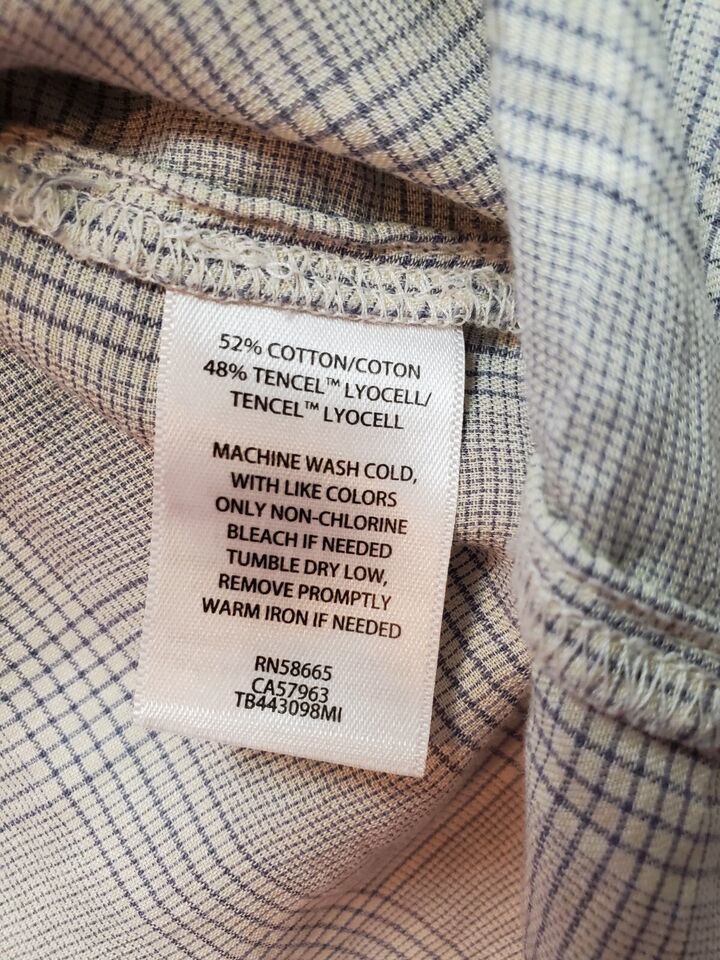 52% COTTON/COTON
48% TENCEL™ LYOCELL/
TENCEL™ LYOCELL
MACHINE WASH COLD,
WITH LIKE COLORS
ONLY NON-CHLORINE
BLEACH IF NEEDED
TUMBLE DRY LOW,
REMOVE PROMPTLY
WARM IRON IF NEEDED
RN58665
CA57963
TB443098MI